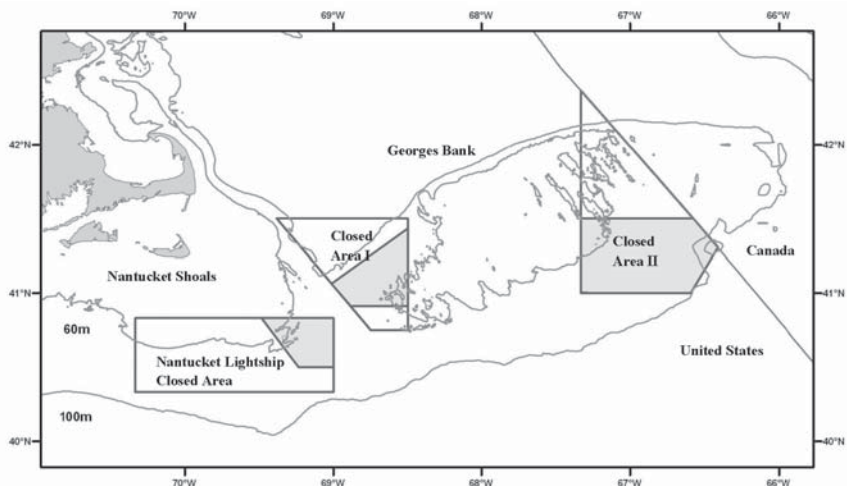 70°W 69°W 68°W 67°W 66°W
42°N 42°N
Georges Bank
Closed
Area I
Closed
Area II
Canada
Nantucket Shoals
41°N 41°N
60m
United States
Nantucket Lightship
Closed Area
100m
40°N 40°N
70°W 69°W 68°W 67°W 66°W